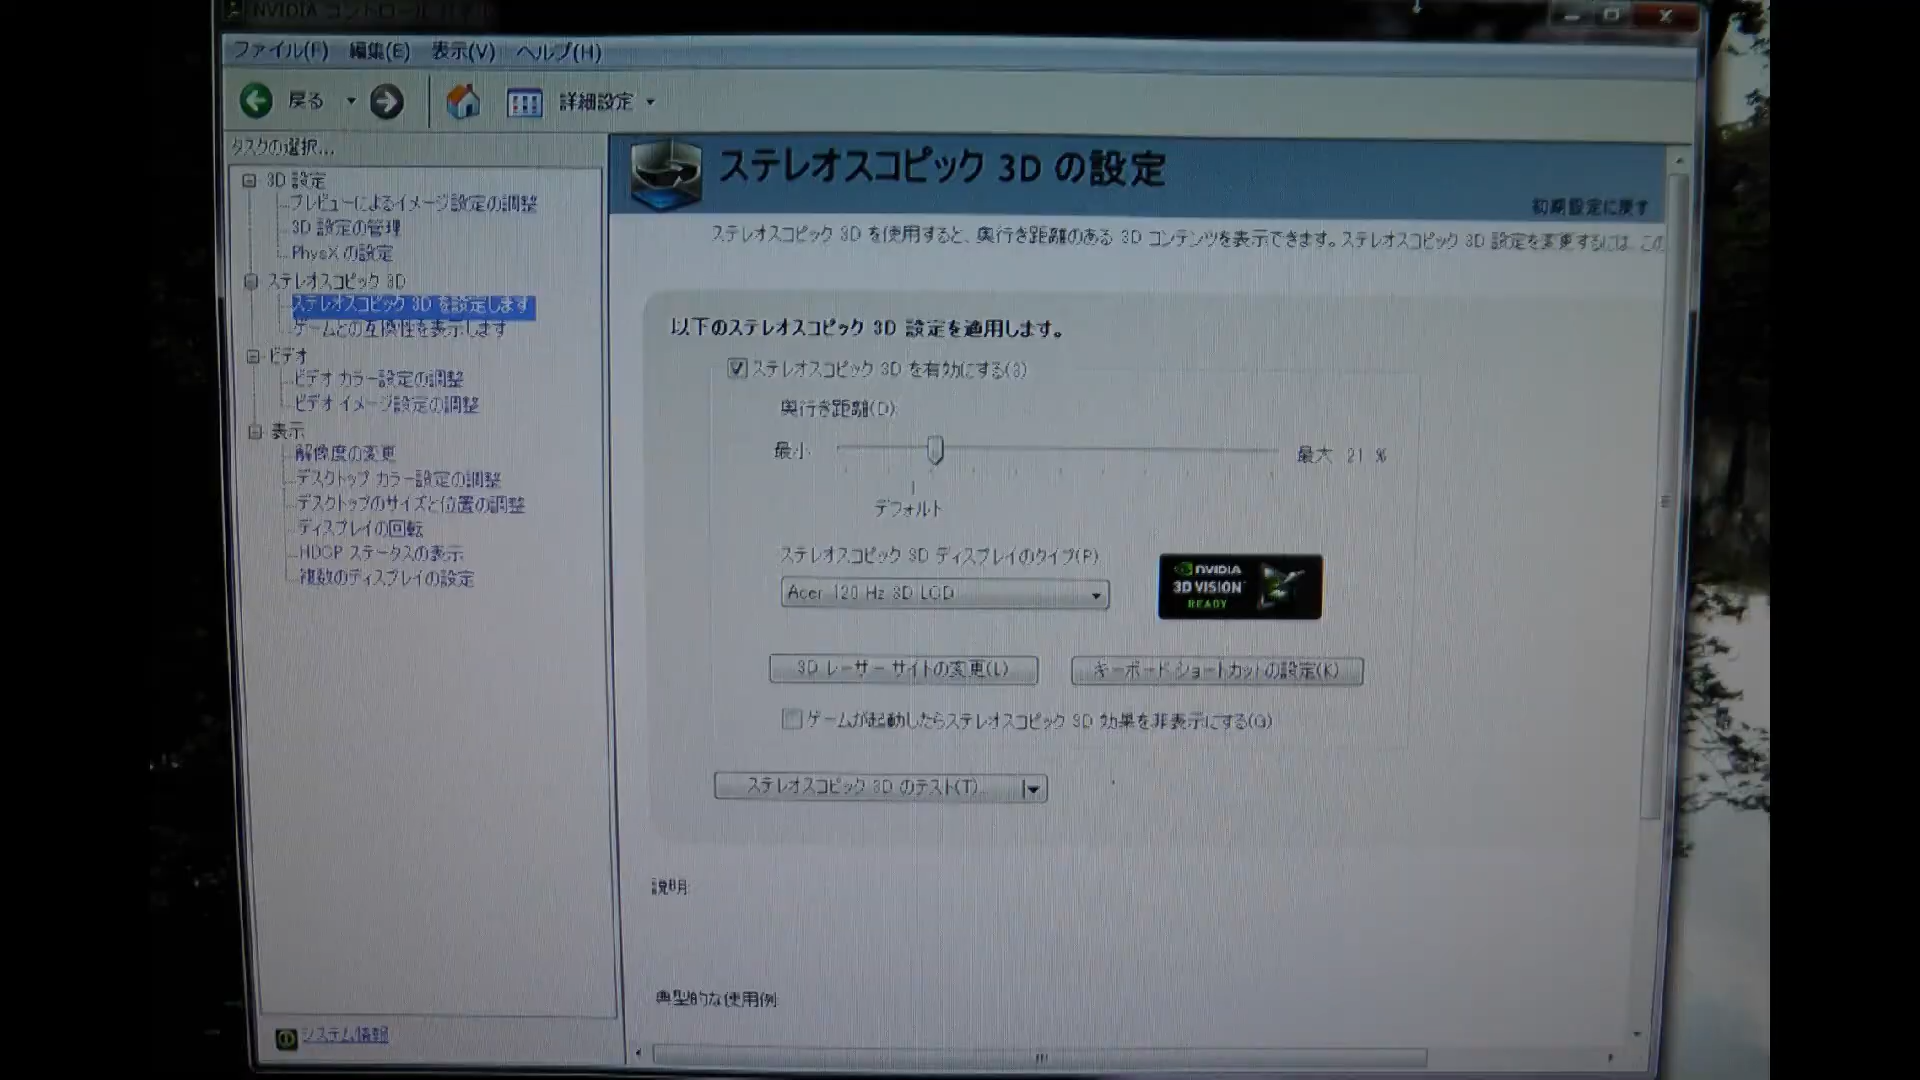 NVIDIA コントロール パネル
ファイル(F) 編集(E) 表示(V) ヘルプ(H)
戻る 詳細設定
タスクの選択...
3D 設定
プレビューによるイメージ設定の調整
3D 設定の管理
PhysX の設定
ステレオスコピック 3D
ステレオスコピック 3D を設定します
ゲームとの互換性を表示します
ビデオ
ビデオ カラー設定の調整
ビデオ イメージ設定の調整
表示
解像度の変更
デスクトップ カラー設定の調整
デスクトップのサイズと位置の調整
ディスプレイの回転
HDCP ステータスの表示
複数のディスプレイの設定
システム情報
ステレオスコピック 3D の設定
初期設定に戻す
ステレオスコピック 3D を使用すると、奥行き距離のある 3D コンテンツを表示できます。ステレオスコピック 3D 設定を変更するには、この
以下のステレオスコピック 3D 設定を適用します。
ステレオスコピック 3D を有効にする(S)
奥行き距離(D):
最小 最大 21 %
デフォルト
ステレオスコピック 3D ディスプレイのタイプ(P)
Acer 120 Hz 3D LCD
NVIDIA
3D VISION
READY
3D レーザー サイトの変更(L)
キーボード ショートカットの設定(K)
ゲームが起動したらステレオスコピック 3D 効果を非表示にする(G)
ステレオスコピック 3D のテスト(T)...
説明:
典型的な使用例: